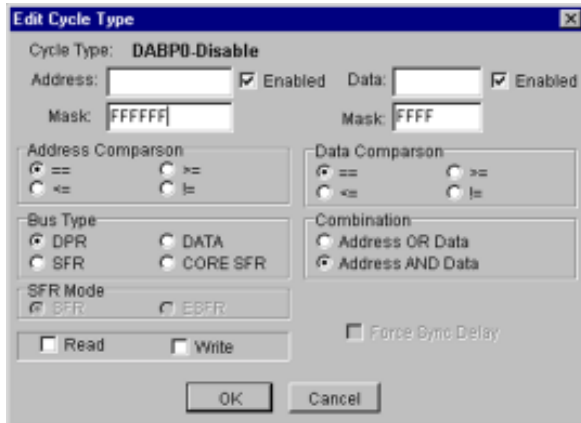 Edit Cycle Type
Cycle Type: DABP0-Disable
Address: Enabled Data: Enabled
Mask: FFFFFF Mask: FFFF
Address Comparson Data Comparson
== >= == >=
<= != <= !=
Bus Type Combination
DPR DATA Address OR Data
SFR CORE SFR Address AND Data
SFR Mode
SFR ESFR
Force Sync Delay
Read Write
OK Cancel